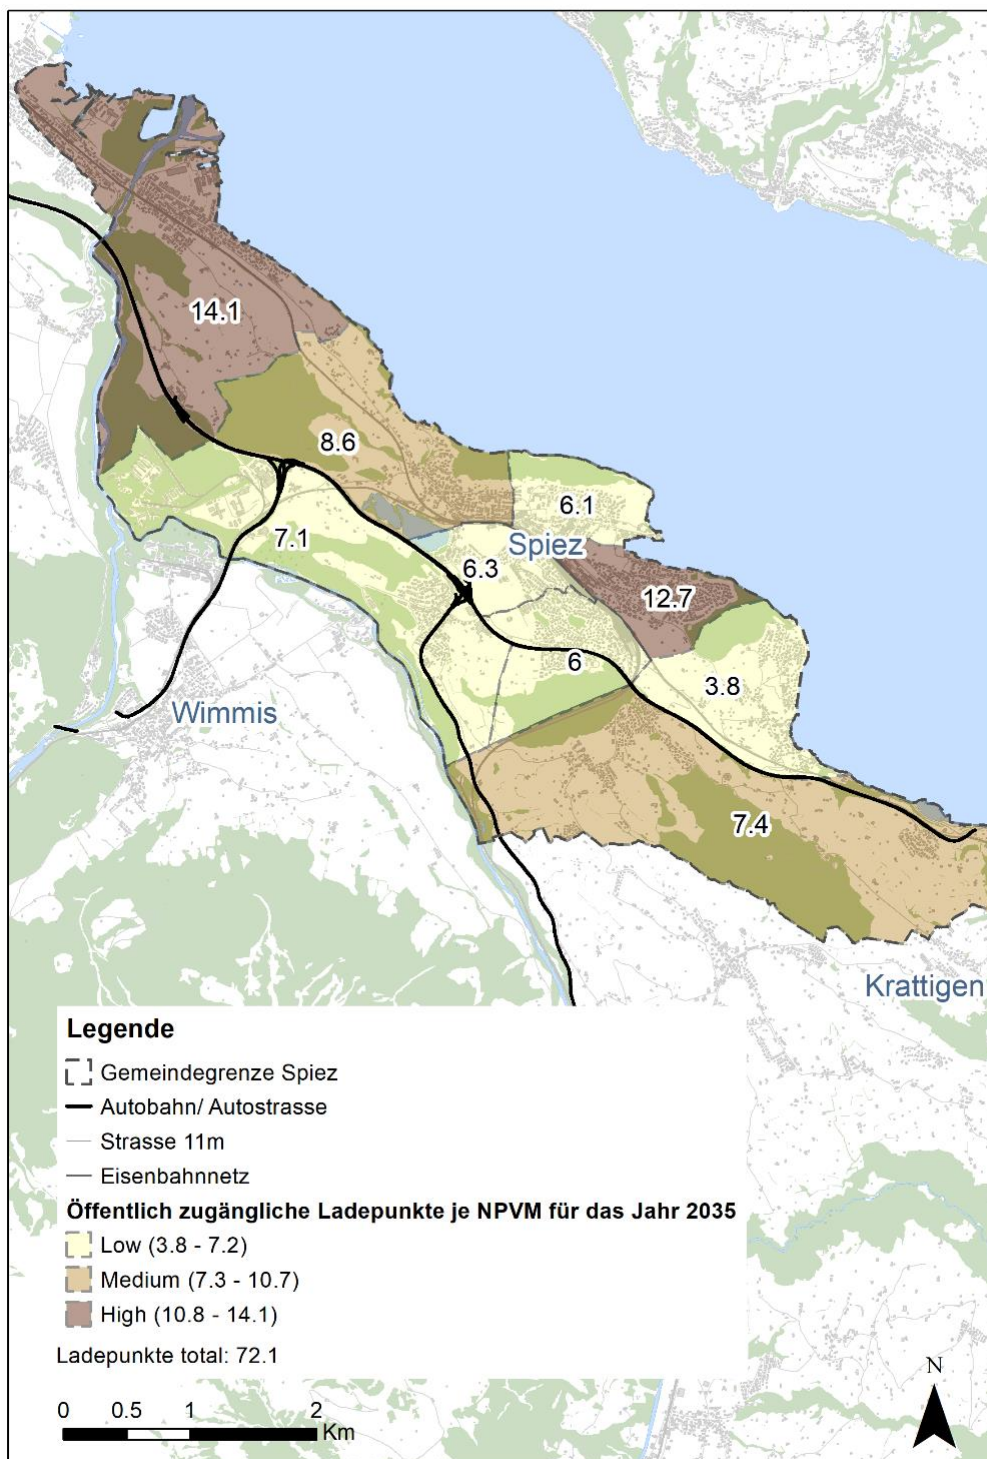 14.1
8.6
6.1
7.1
Spiez
6.3
12.7
6
3.8
Wimmis
7.4
Krattigen
Legende
Gemeindegrenze Spiez
Autobahn/ Autostrasse
Strasse 11m
Eisenbahnnetz
Öffentlich zugängliche Ladepunkte je NPVM für das Jahr 2035
Low (3.8 - 7.2)
Medium (7.3 - 10.7)
High (10.8 - 14.1)
Ladepunkte total: 72.1
0 0.5 1 2
Km
N